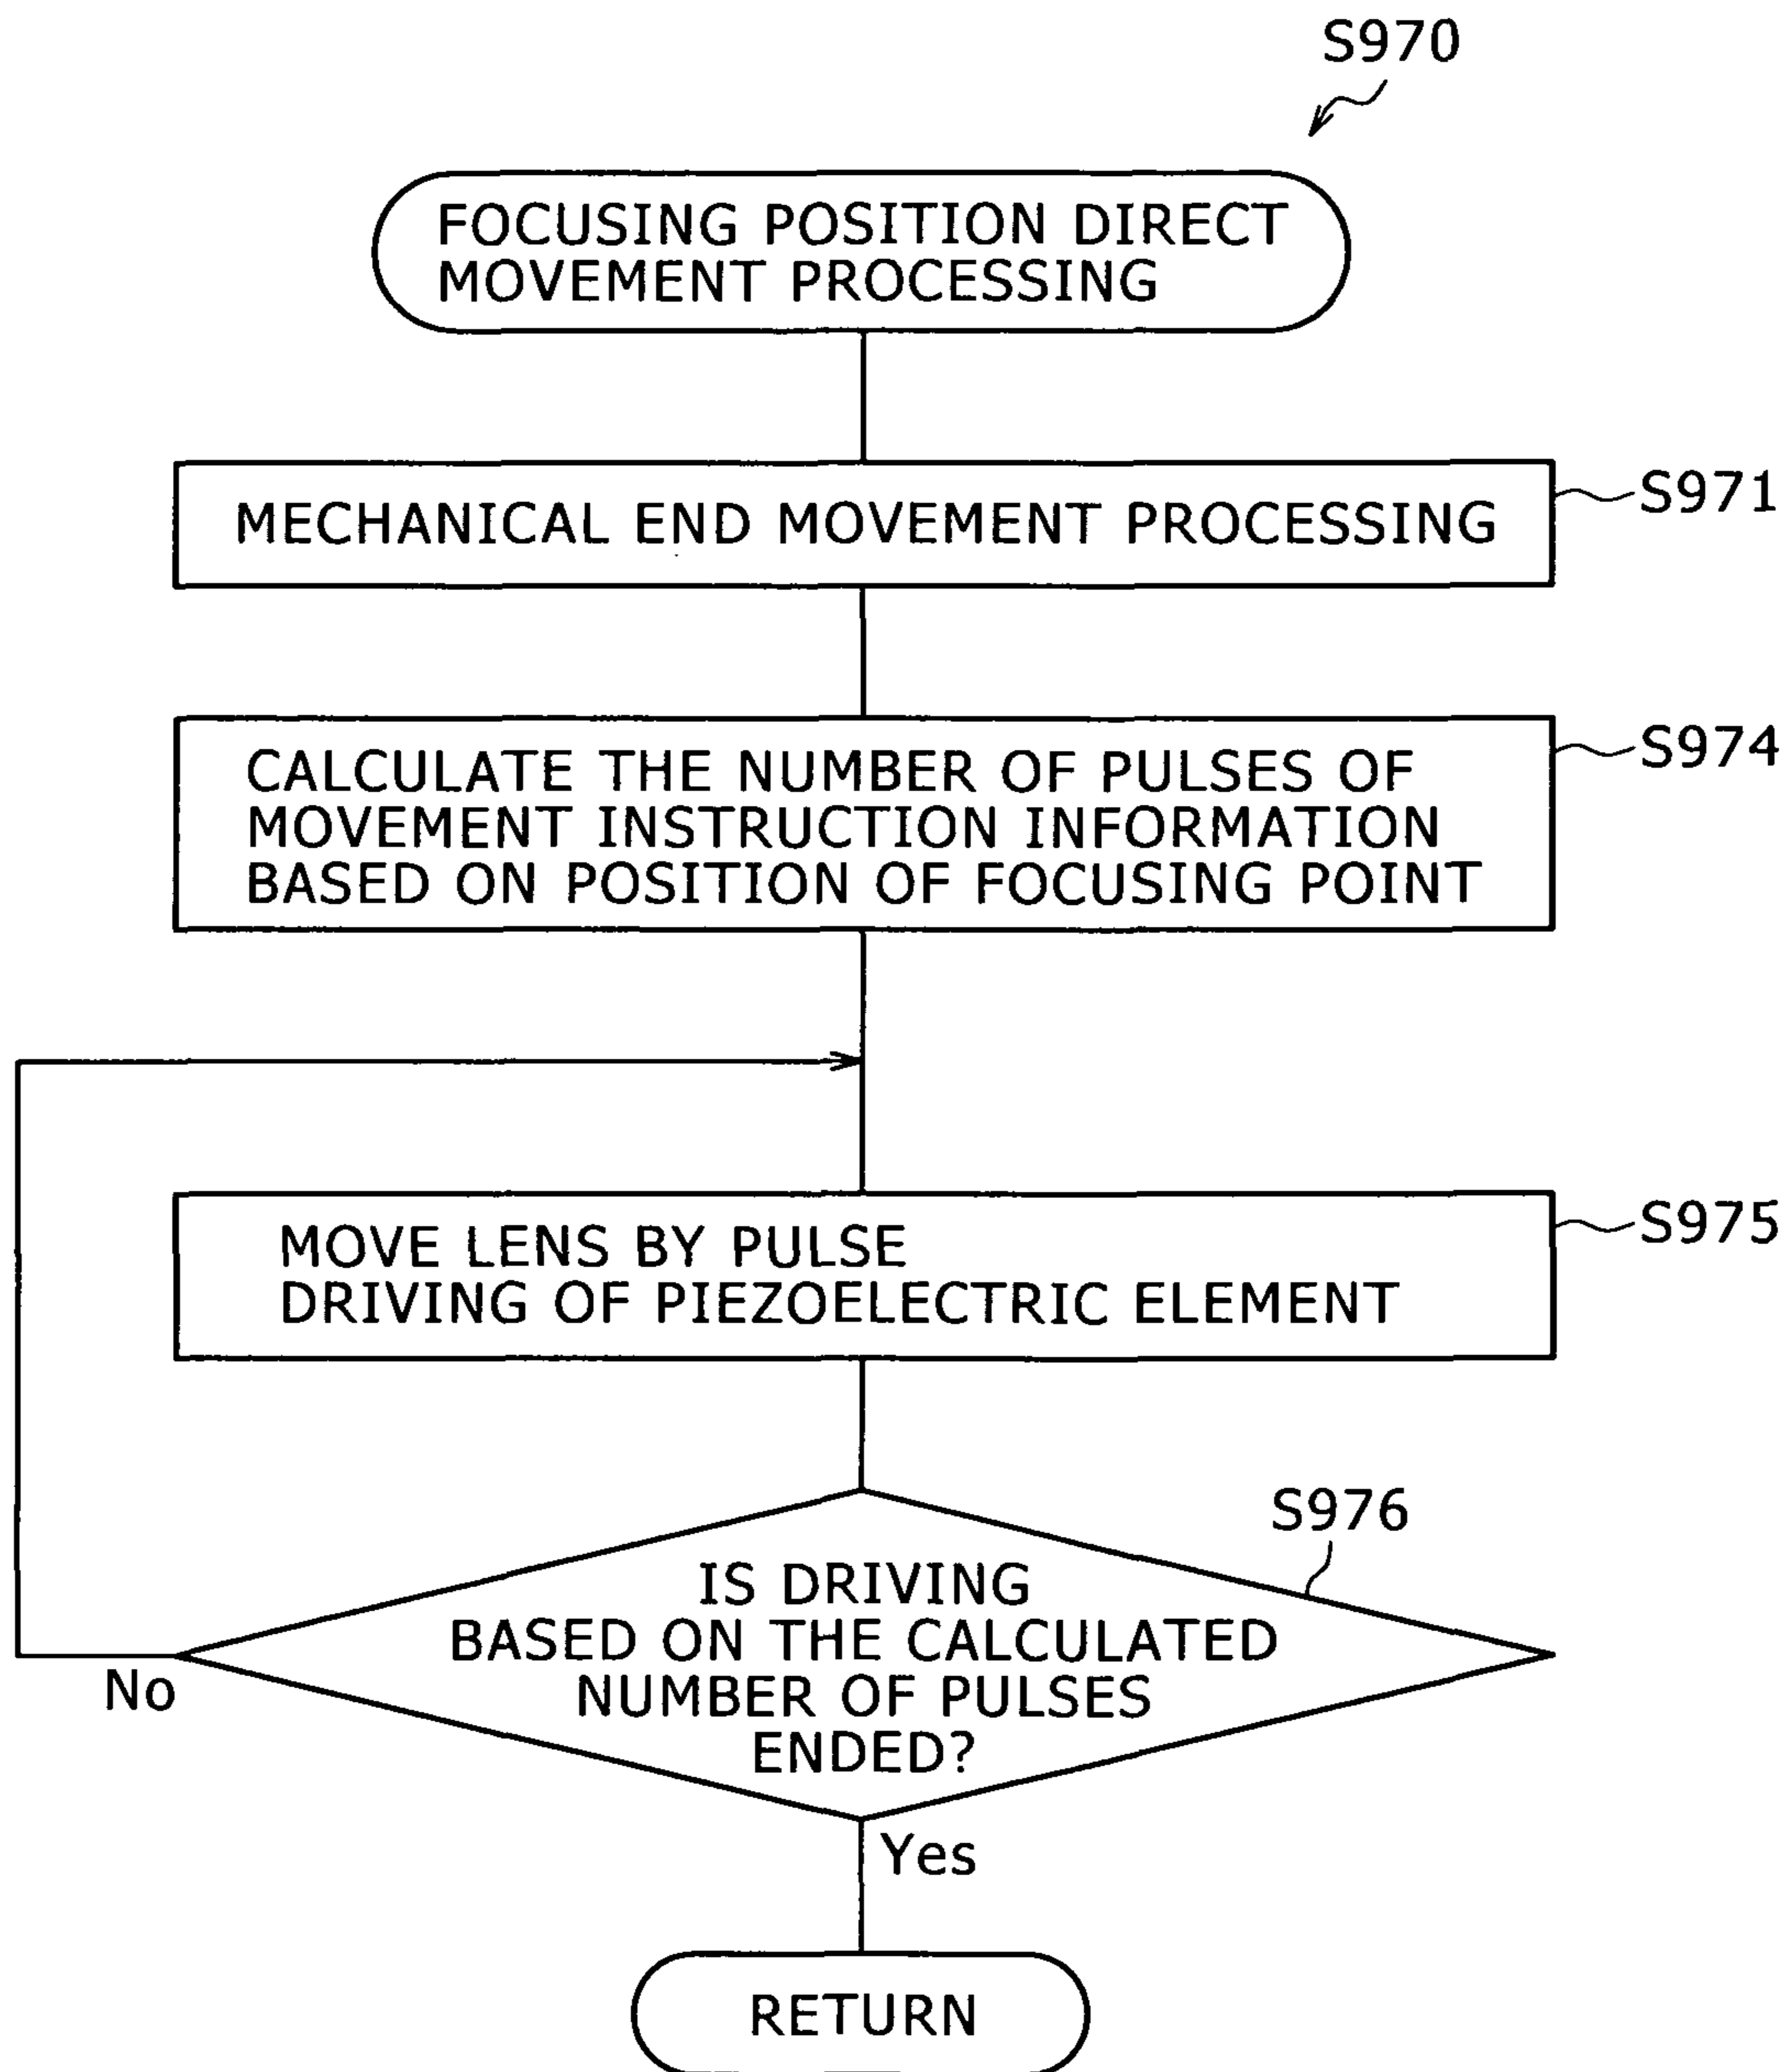 S970
FOCUSING POSITION DIRECT
MOVEMENT PROCESSING
MECHANICAL END MOVEMENT PROCESSING
S971
CALCULATE THE NUMBER OF PULSES OF
MOVEMENT INSTRUCTION INFORMATION
BASED ON POSITION OF FOCUSING POINT
S974
MOVE LENS BY PULSE
DRIVING OF PIEZOELECTRIC ELEMENT
S975
S976
IS DRIVING
BASED ON THE CALCULATED
NUMBER OF PULSES
ENDED?
No
Yes
RETURN